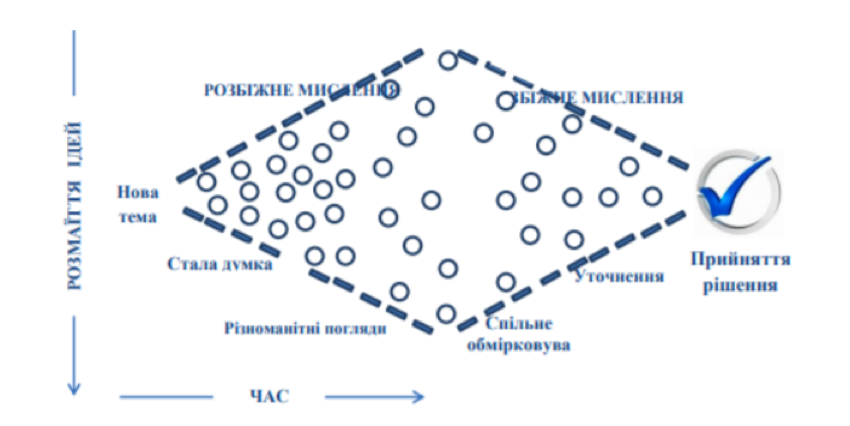 РОЗБІЖНЕ МИСЛЕННЯ
ЗБІЖНЕ МИСЛЕННЯ
РОЗМАЇТТЯ ІДЕЙ
Нова
тема
Стала думка
Різноманітні погляди
Спільне
обмірковува
Уточнення
Прийняття
рішення
ЧАС